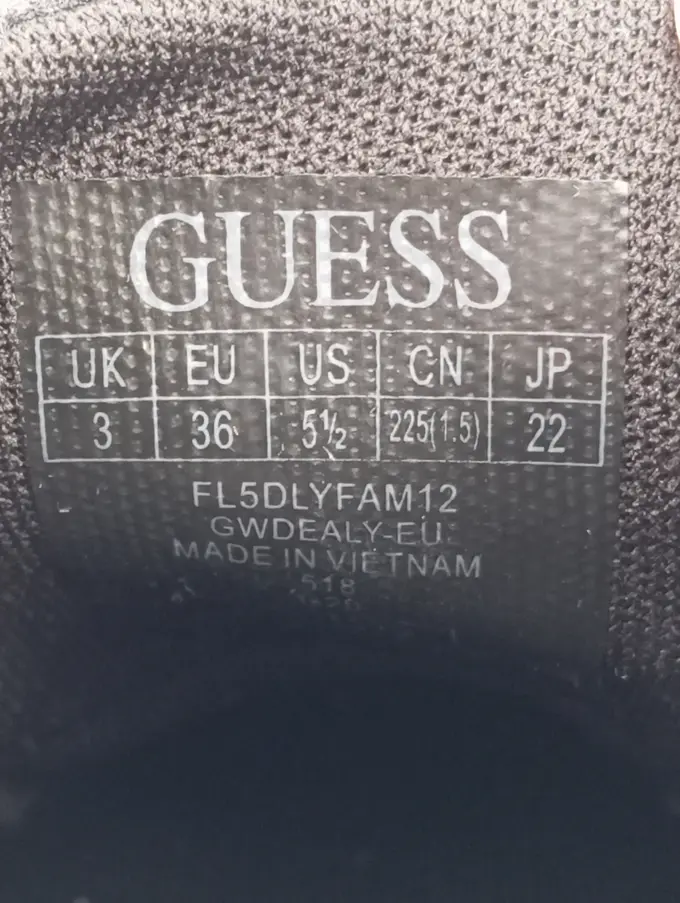 GUESS
UK EU US CN JP
3 36 5½ 225(1.5) 22
FL5DLYFAM12
GWDEALY-EU
MADE IN VIETNAM
518